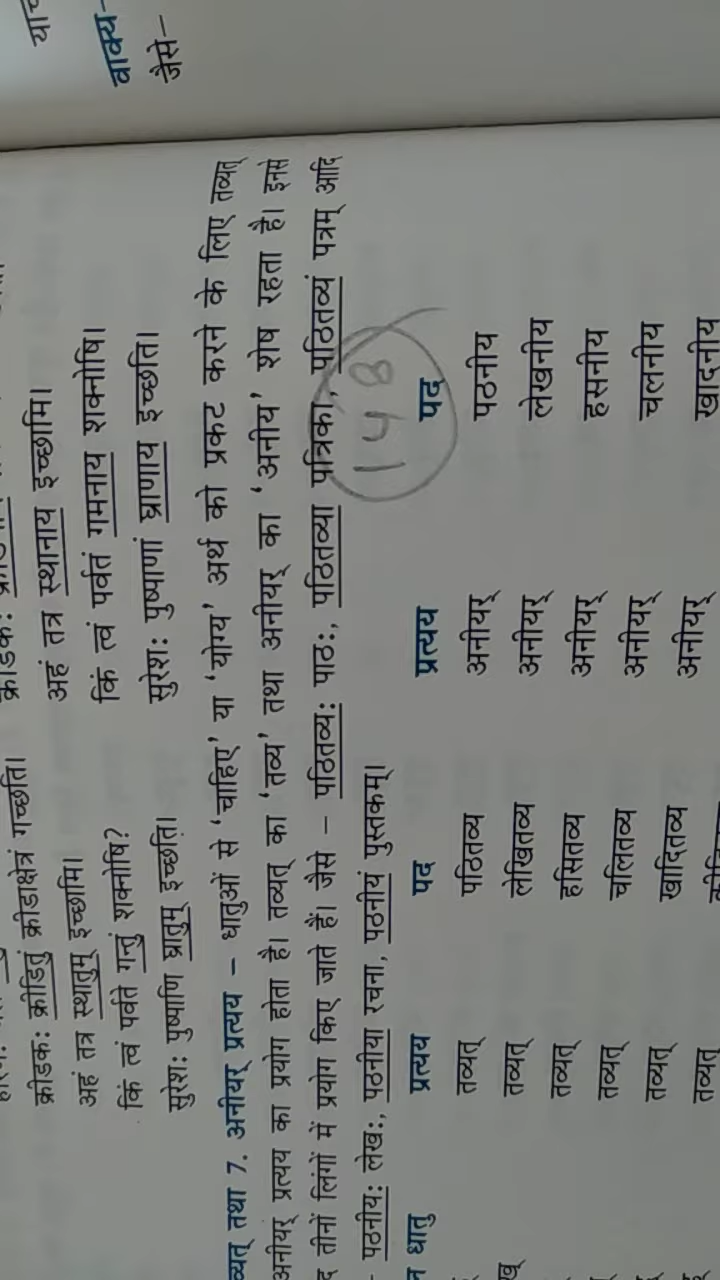 वाक्य-
जैसे-
क्रीडक: क्रीडितुं क्रीडाक्षेत्रं गच्छति।
अहं तत्र स्थातुम् इच्छामि। अहं तत्र स्थानाय इच्छामि।
किं त्वं पर्वते गन्तुं शक्नोषि? किं त्वं पर्वतं गमनाय शक्नोषि।
सुरेश: पुष्पाणि घ्रातुम् इच्छति। सुरेश: पुष्पाणां घ्राणाय इच्छति।
तथा 7. अनीयर् प्रत्यय - धातुओं से 'चाहिए' या 'योग्य' अर्थ को प्रकट करने के लिए तव्यत्
अनीयर् प्रत्यय का प्रयोग होता है। तव्यत् का 'तव्य' तथा अनीयर् का 'अनीय' शेष रहता है। इनसे
तीनों लिंगों में प्रयोग किए जाते हैं। जैसे - पठितव्य: पाठ:, पठितव्या पत्रिका, पठितव्यं पत्रम् आदि
- पठनीय: लेख:, पठनीया रचना, पठनीयं पुस्तकम्।
148
धातु प्रत्यय पद प्रत्यय पद
तव्यत् पठितव्य अनीयर् पठनीय
तव्यत् लेखितव्य अनीयर् लेखनीय
तव्यत् हसितव्य अनीयर् हसनीय
तव्यत् चलितव्य अनीयर् चलनीय
तव्यत् खादितव्य अनीयर् खादनीय
तव्यत्